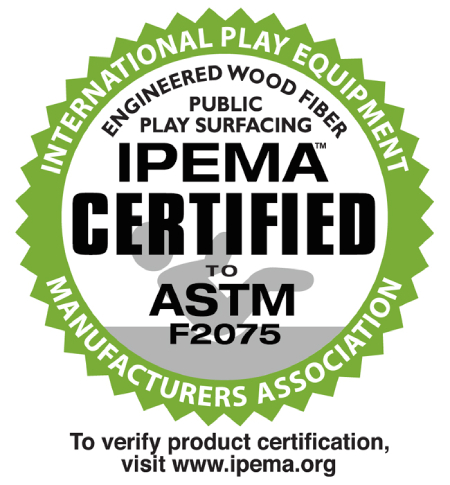 INTERNATIONAL PLAY EQUIPMENT
ENGINEERED WOOD FIBER
PUBLIC
PLAY SURFACING
IPEMA™
CERTIFIED
TO
ASTM
F2075
MANUFACTURERS ASSOCIATION
To verify product certification,
visit www.ipema.org